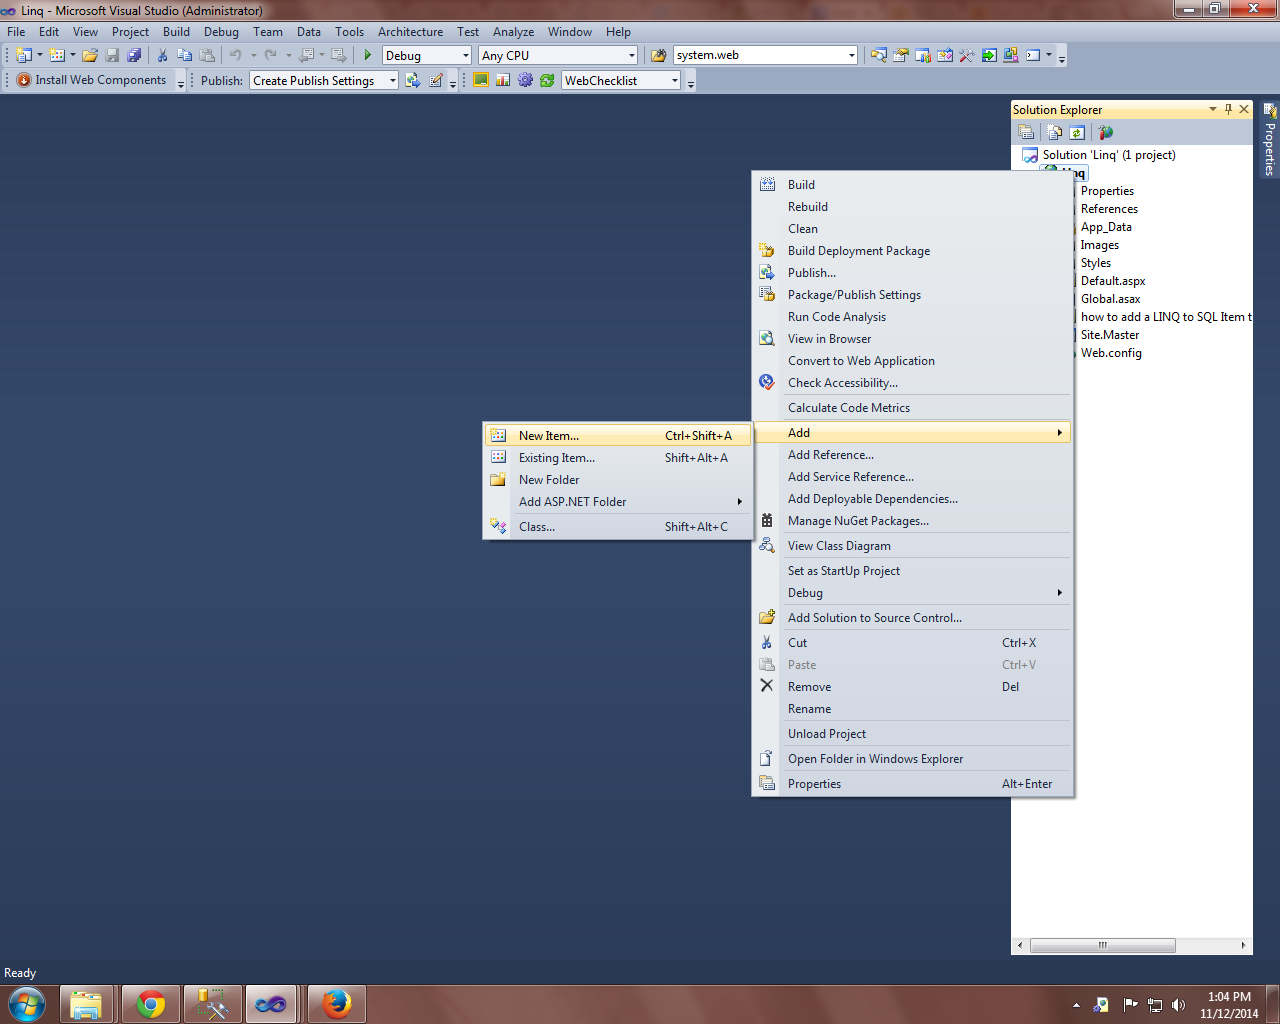 Linq - Microsoft Visual Studio (Administrator)
File Edit View Project Build Debug Team Data Tools Architecture Test Analyze Window Help
Debug Any CPU system.web
Install Web Components Publish: Create Publish Settings WebChecklist
Solution Explorer
Properties
Solution 'Linq' (1 project)
Linq
Properties
References
App_Data
Images
Styles
Default.aspx
Global.asax
how to add a LINQ to SQL Item t
Site.Master
Web.config
Build
Rebuild
Clean
Build Deployment Package
Publish...
Package/Publish Settings
Run Code Analysis
View in Browser
Convert to Web Application
Check Accessibility...
Calculate Code Metrics
Add
Add Reference...
Add Service Reference...
Add Deployable Dependencies...
Manage NuGet Packages...
View Class Diagram
Set as StartUp Project
Debug
Add Solution to Source Control...
Cut Ctrl+X
Paste Ctrl+V
Remove Del
Rename
Unload Project
Open Folder in Windows Explorer
Properties Alt+Enter
New Item... Ctrl+Shift+A
Existing Item... Shift+Alt+A
New Folder
Add ASP.NET Folder
Class... Shift+Alt+C
Ready
1:04 PM
11/12/2014